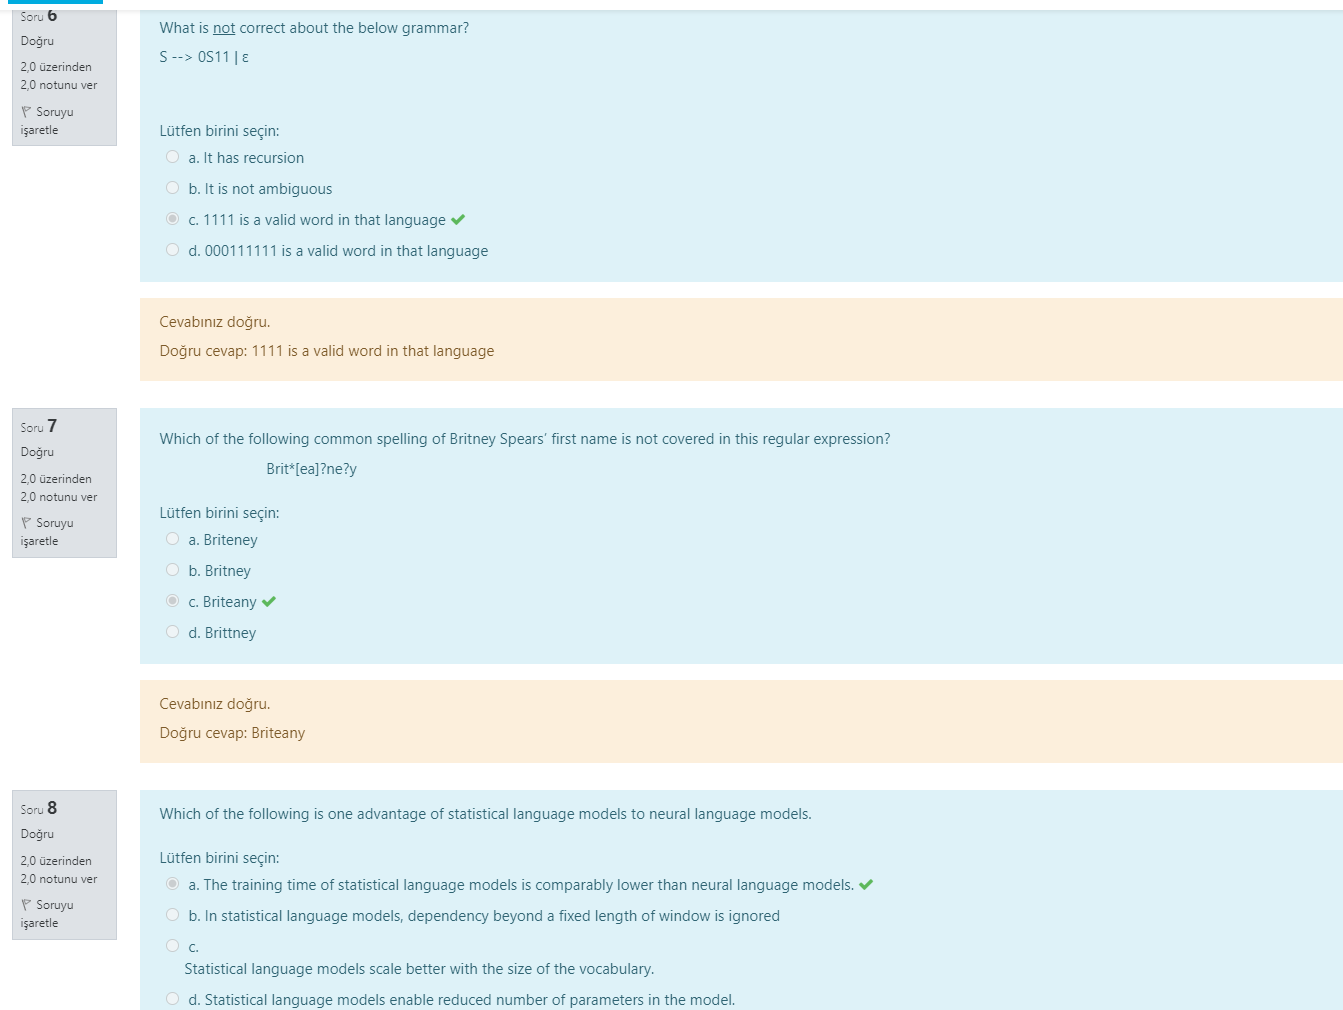 Soru 6
Doğru
2,0 üzerinden
2,0 notunu ver
Soruyu
işaretle
What is not correct about the below grammar?
S --> 0S11 | ε
Lütfen birini seçin:
a. It has recursion
b. It is not ambiguous
c. 1111 is a valid word in that language
d. 000111111 is a valid word in that language
Cevabınız doğru.
Doğru cevap: 1111 is a valid word in that language
Soru 7
Doğru
2,0 üzerinden
2,0 notunu ver
Soruyu
işaretle
Which of the following common spelling of Britney Spears' first name is not covered in this regular expression?
Brit*[ea]?ne?y
Lütfen birini seçin:
a. Briteney
b. Britney
c. Briteany
d. Brittney
Cevabınız doğru.
Doğru cevap: Briteany
Soru 8
Doğru
2,0 üzerinden
2,0 notunu ver
Soruyu
işaretle
Which of the following is one advantage of statistical language models to neural language models.
Lütfen birini seçin:
a. The training time of statistical language models is comparably lower than neural language models.
b. In statistical language models, dependency beyond a fixed length of window is ignored
c.
Statistical language models scale better with the size of the vocabulary.
d. Statistical language models enable reduced number of parameters in the model.